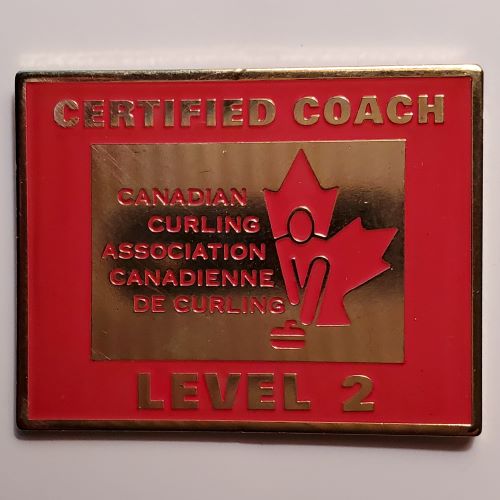 CERTIFIED COACH
CANADIAN
CURLING
ASSOCIATION
CANADIENNE
DE CURLING
LEVEL 2